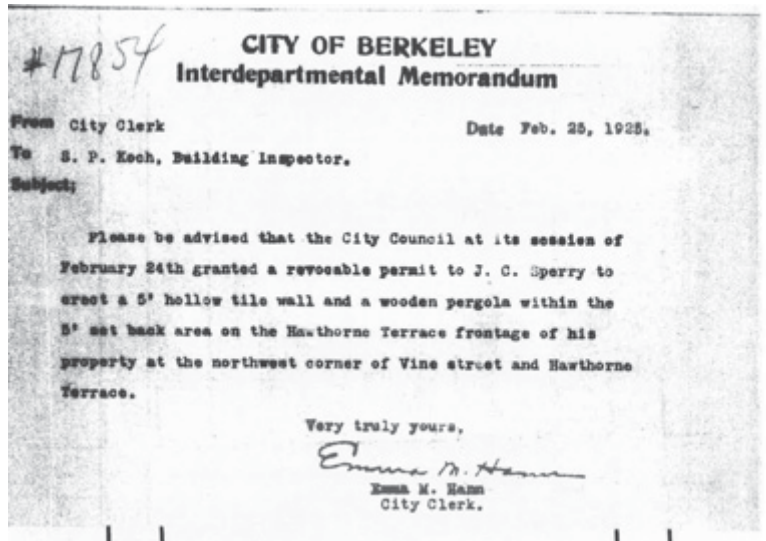 #17854
CITY OF BERKELEY
Interdepartmental Memorandum
From City Clerk
Date Feb. 25, 1925.
To S. P. Koch, Building Inspector.
Subject;
Please be advised that the City Council at its session of
February 24th granted a revocable permit to J. C. Sperry to
erect a 5' hollow tile wall and a wooden pergola within the
5' set back area on the Hawthorne Terrace frontage of his
property at the northwest corner of Vine street and Hawthorne
Terrace.
Very truly yours,
Emma M. Hann
Emma M. Hann
City Clerk.